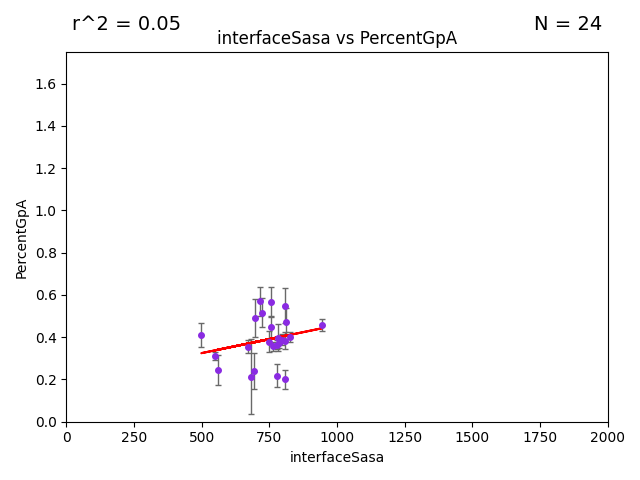 r^2 = 0.05
N = 24
interfaceSasa vs PercentGpA
PercentGpA
1.6
1.4
1.2
1.0
0.8
0.6
0.4
0.2
0.0
0 250 500 750 1000 1250 1500 1750 2000
interfaceSasa